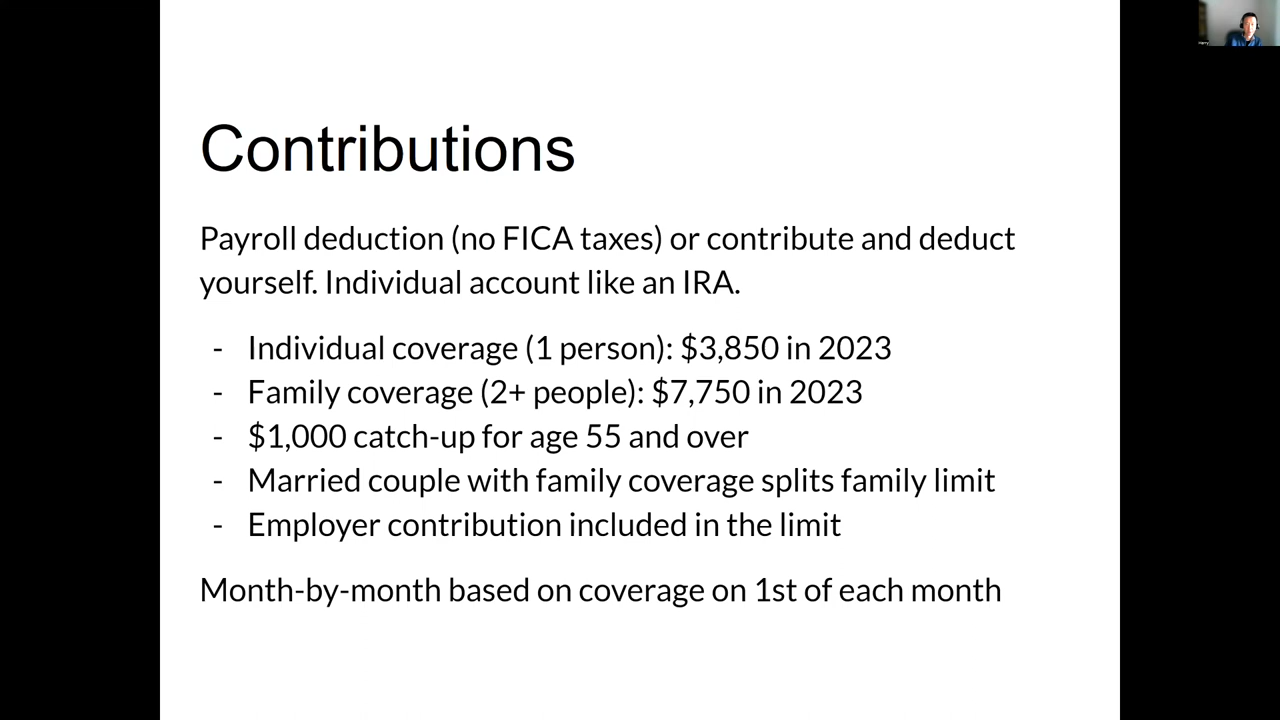 Contributions
Payroll deduction (no FICA taxes) or contribute and deduct
yourself. Individual account like an IRA.
- Individual coverage (1 person): $3,850 in 2023
- Family coverage (2+ people): $7,750 in 2023
- $1,000 catch-up for age 55 and over
- Married couple with family coverage splits family limit
- Employer contribution included in the limit
Month-by-month based on coverage on 1st of each month